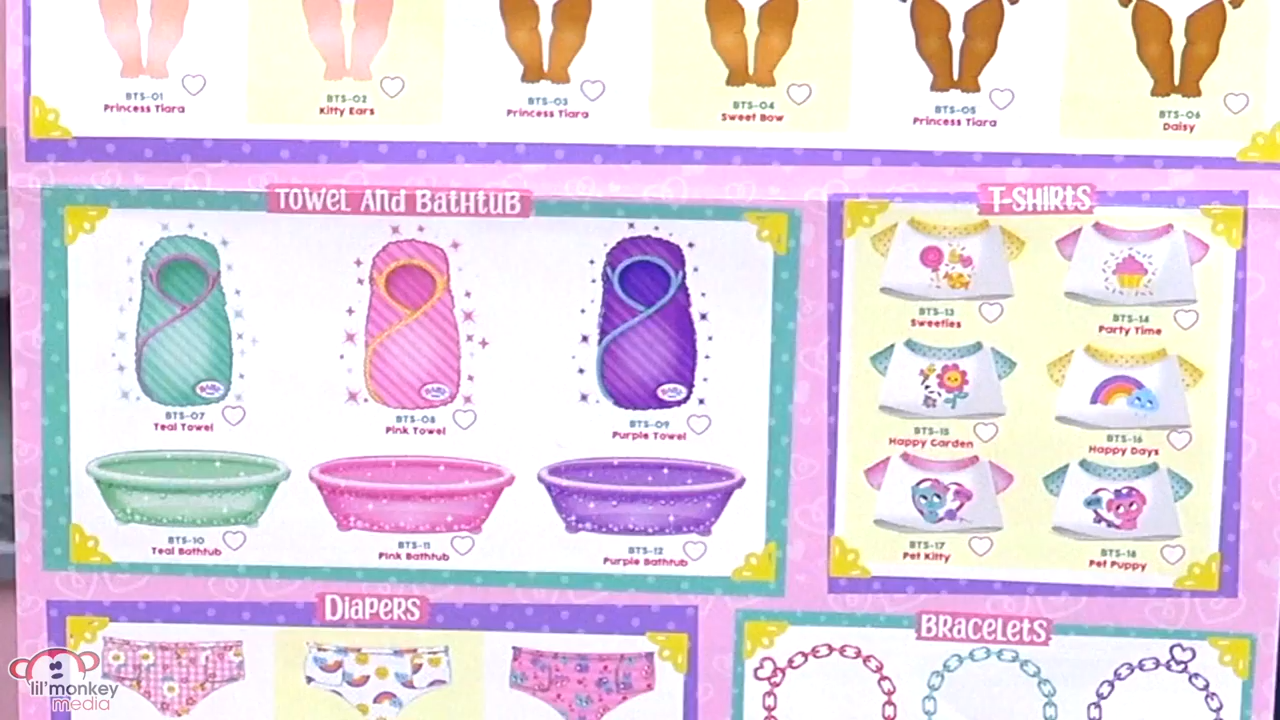 BTS-01
Princess Tiara
BTS-02
Kitty Ears
BTS-03
Princess Tiara
BTS-04
Sweet Bow
BTS-05
Princess Tiara
BTS-06
Daisy
Towel and Bathtub
BTS-07
Teal Towel
BTS-08
Pink Towel
BTS-09
Purple Towel
BTS-10
Teal Bathtub
BTS-11
Pink Bathtub
BTS-12
Purple Bathtub
T-Shirts
BTS-13
Sweeties
BTS-14
Party Time
BTS-15
Happy Garden
BTS-16
Happy Days
BTS-17
Pet Kitty
BTS-18
Pet Puppy
Diapers
Bracelets
lil'monkey
media